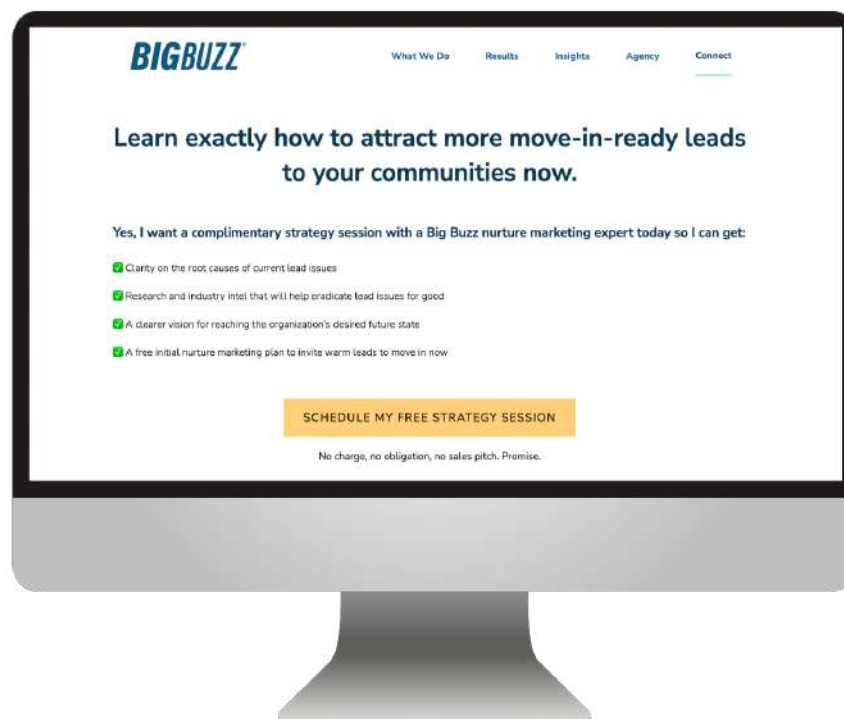 BIGBUZZ®
What We Do Results Insights Agency Connect
Learn exactly how to attract more move-in-ready leads
to your communities now.
Yes, I want a complimentary strategy session with a Big Buzz nurture marketing expert today so I can get:
✅ Clarity on the root causes of current lead issues
✅ Research and industry intel that will help eradicate lead issues for good
✅ A clearer vision for reaching the organization's desired future state
✅ A free initial nurture marketing plan to invite warm leads to move in now
SCHEDULE MY FREE STRATEGY SESSION
No charge, no obligation, no sales pitch. Promise.